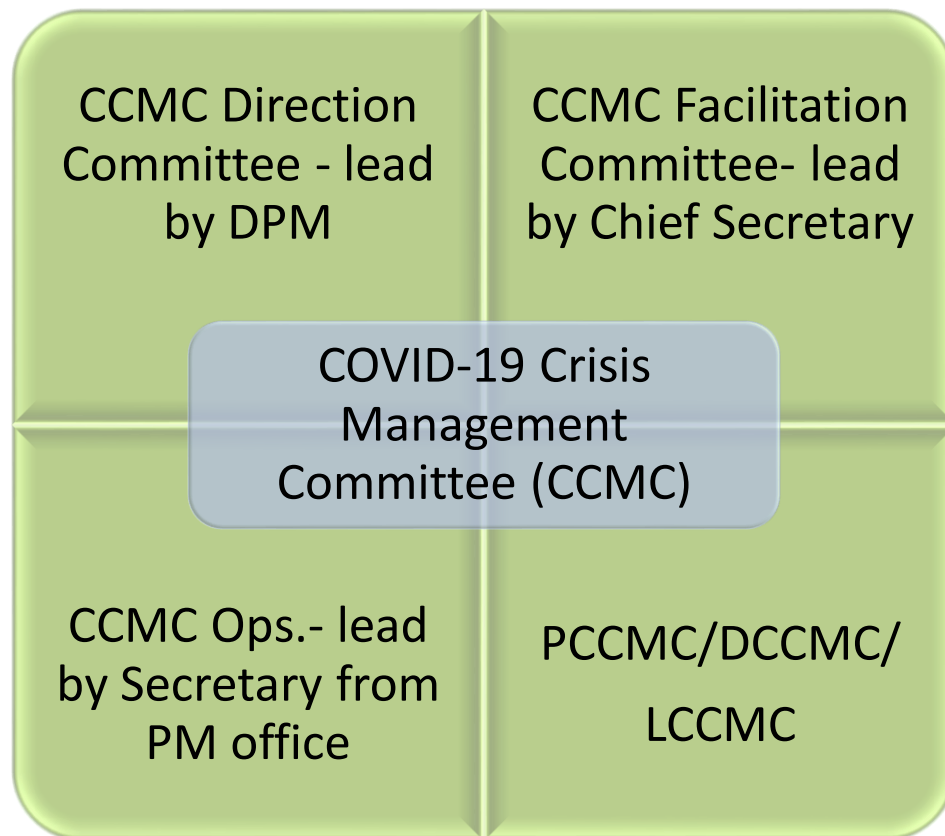 CCMC Direction
Committee - lead
by DPM
CCMC Facilitation
Committee- lead
by Chief Secretary
COVID-19 Crisis
Management
Committee (CCMC)
CCMC Ops.- lead
by Secretary from
PM office
PCCMC/DCCMC/
LCCMC